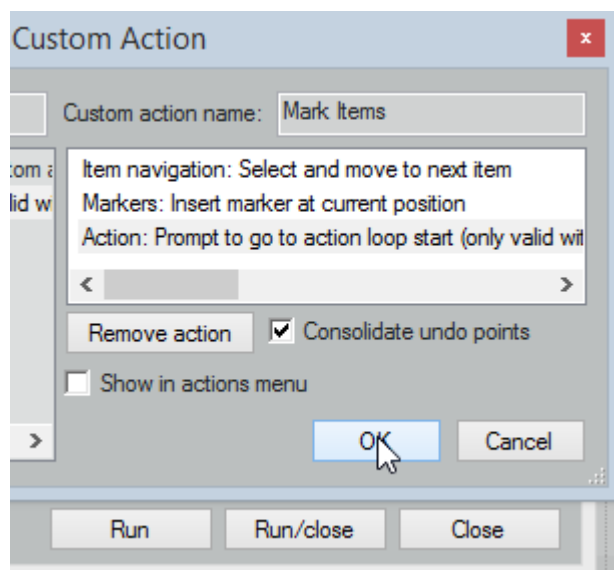 Custom Action
x
Custom action name: Mark Items
Item navigation: Select and move to next item
Markers: Insert marker at current position
Action: Prompt to go to action loop start (only valid wit
Remove action
Consolidate undo points
Show in actions menu
OK
Cancel
Run
Run/close
Close